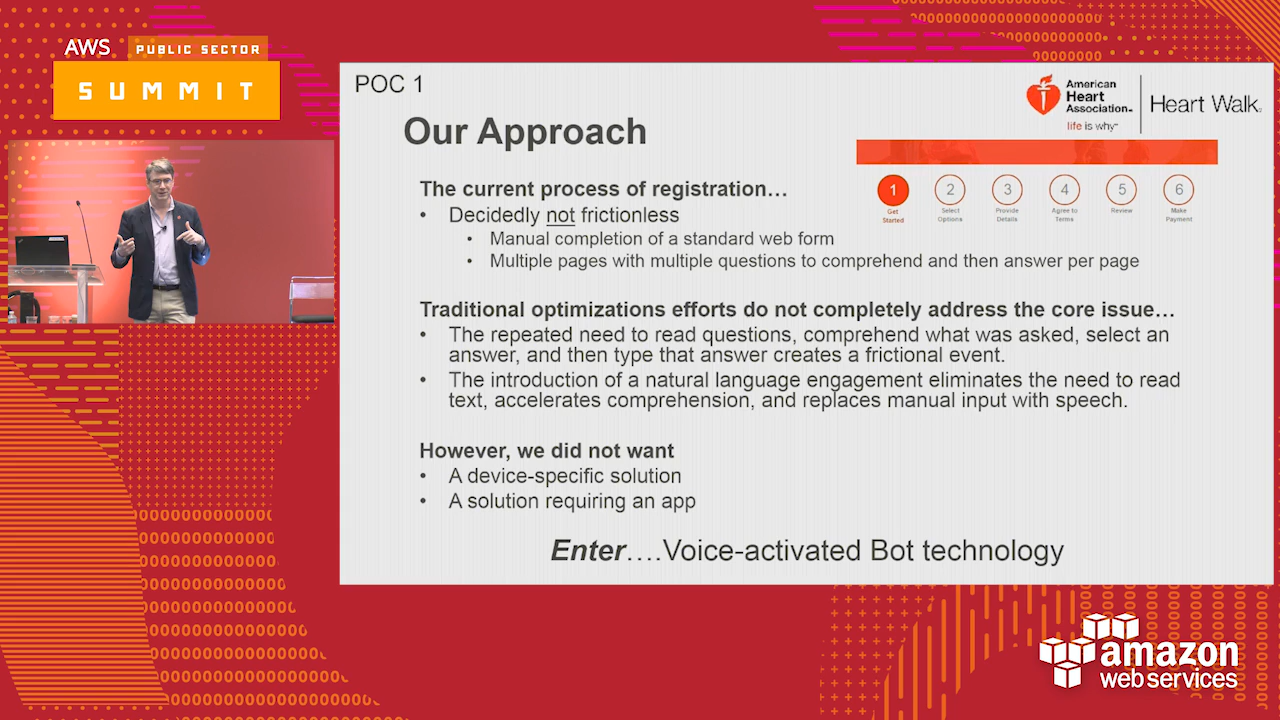 AWS PUBLIC SECTOR
SUMMIT
POC 1
American
Heart
Association™
life is why™
Heart Walk
Our Approach
1
2
3
4
5
6
Get
Started
Select
Options
Provide
Details
Agree to
Terms
Review
Make
Payment
The current process of registration…
• Decidedly not frictionless
• Manual completion of a standard web form
• Multiple pages with multiple questions to comprehend and then answer per page
Traditional optimizations efforts do not completely address the core issue…
• The repeated need to read questions, comprehend what was asked, select an
answer, and then type that answer creates a frictional event.
• The introduction of a natural language engagement eliminates the need to read
text, accelerates comprehension, and replaces manual input with speech.
However, we did not want
• A device-specific solution
• A solution requiring an app
Enter….Voice-activated Bot technology
amazon
web services